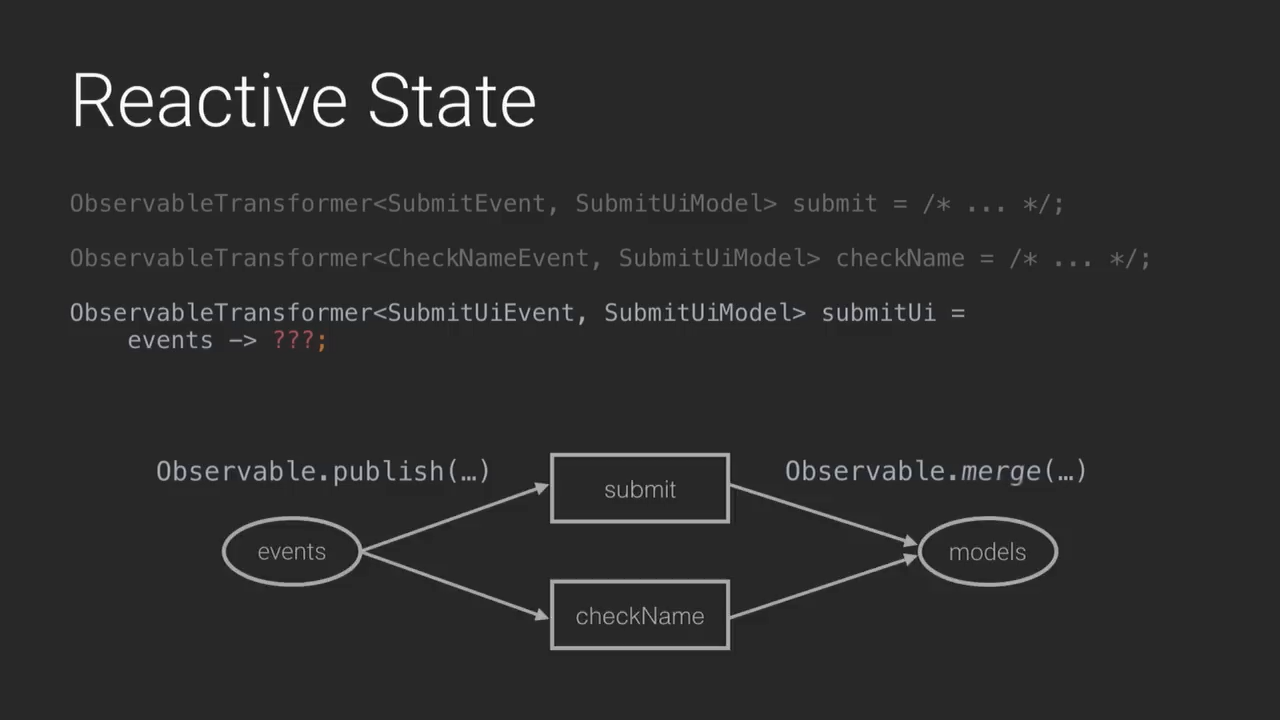 Reactive State
ObservableTransformer<SubmitEvent, SubmitUiModel> submit = /* ... */;
ObservableTransformer<CheckNameEvent, SubmitUiModel> checkName = /* ... */;
ObservableTransformer<SubmitUiEvent, SubmitUiModel> submitUi =
events -> ???;
Observable.publish(…)
Observable.merge(…)
submit
events
models
checkName